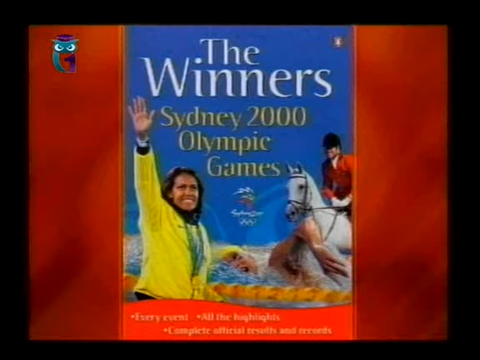 The
Winners
Sydney 2000
Olympic
Games
•Every event •All the highlights
•Complete official results and records